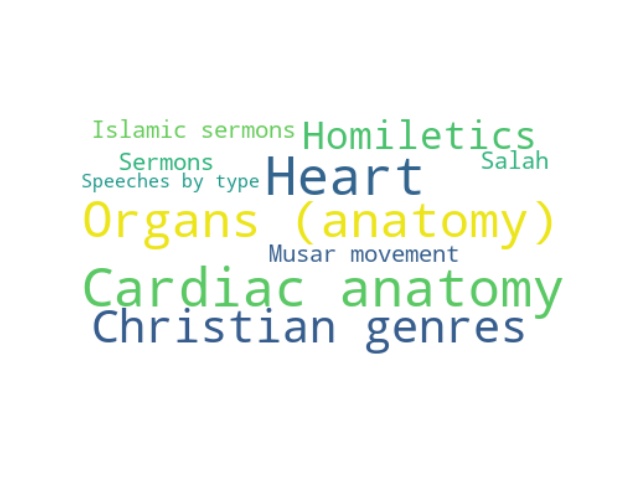 Islamic sermons
Homiletics
Sermons
Heart
Salah
Speeches by type
Organs (anatomy)
Musar movement
Cardiac anatomy
Christian genres